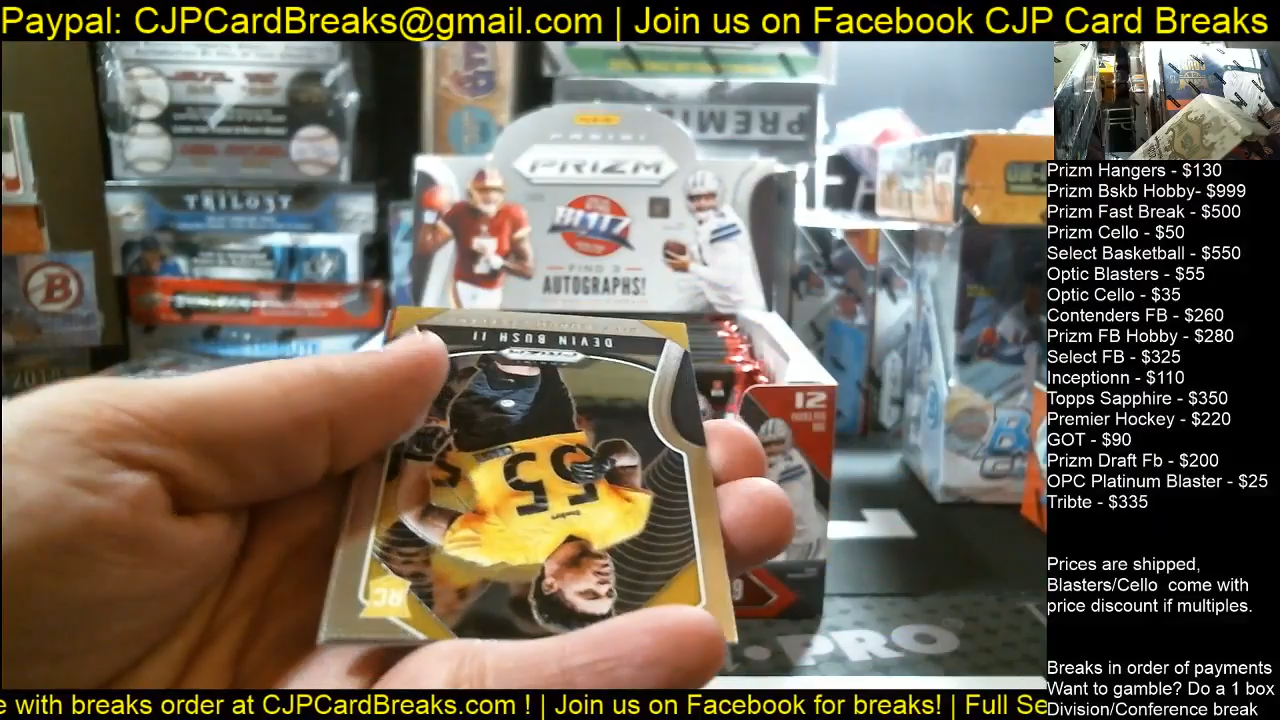 Paypal: CJPCardBreaks@gmail.com | Join us on Facebook CJP Card Breaks
PREMI
TRILOGY
PANINI
PRIZM
BLITZ
FIND 3
AUTOGRAPHS!
B
DEVIN BUSH II
PRIZM
55
RC
12
PRO
Prizm Hangers - $130
Prizm Bskb Hobby- $999
Prizm Fast Break - $500
Prizm Cello - $50
Select Basketball - $550
Optic Blasters - $55
Optic Cello - $35
Contenders FB - $260
Prizm FB Hobby - $280
Select FB - $325
Inceptionn - $110
Topps Sapphire - $350
Premier Hockey - $220
GOT - $90
Prizm Draft Fb - $200
OPC Platinum Blaster - $25
Tribte - $335
Prices are shipped,
Blasters/Cello come with
price discount if multiples.
Breaks in order of payments
Want to gamble? Do a 1 box
Division/Conference break
e with breaks order at CJPCardBreaks.com ! | Join us on Facebook for breaks! | Full Se